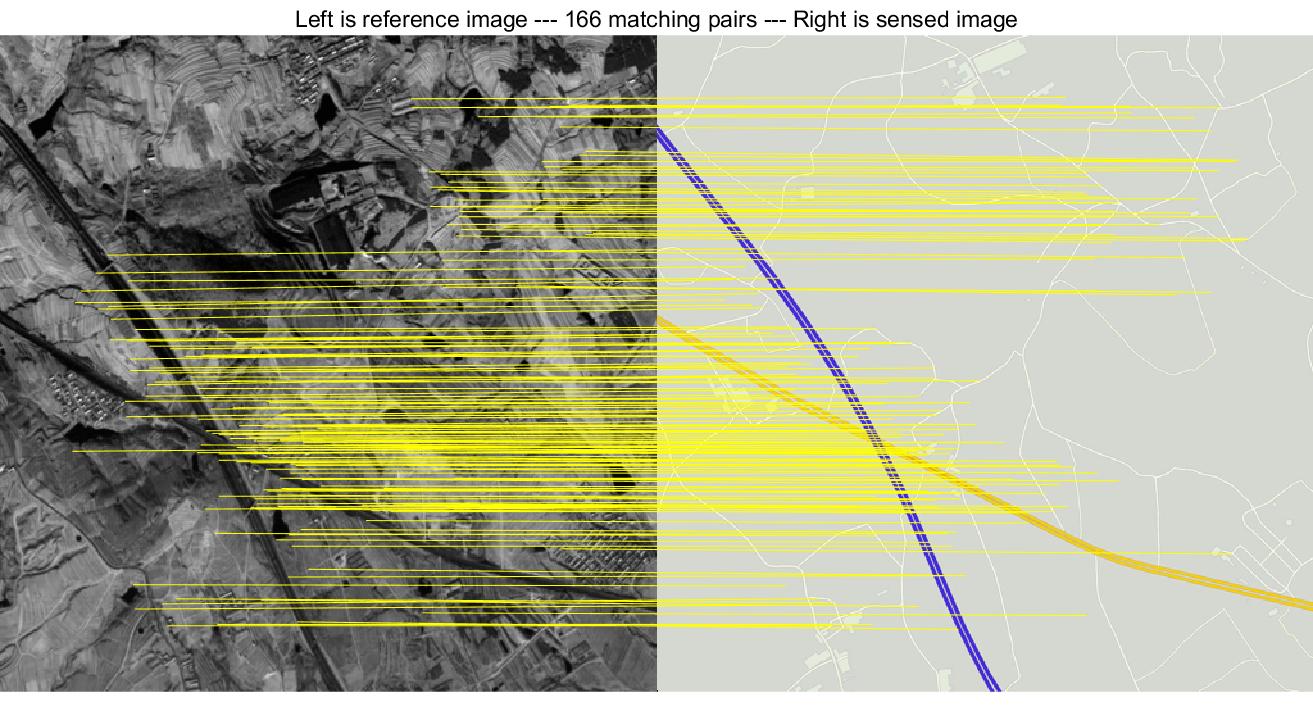 Left is reference image --- 166 matching pairs --- Right is sensed image